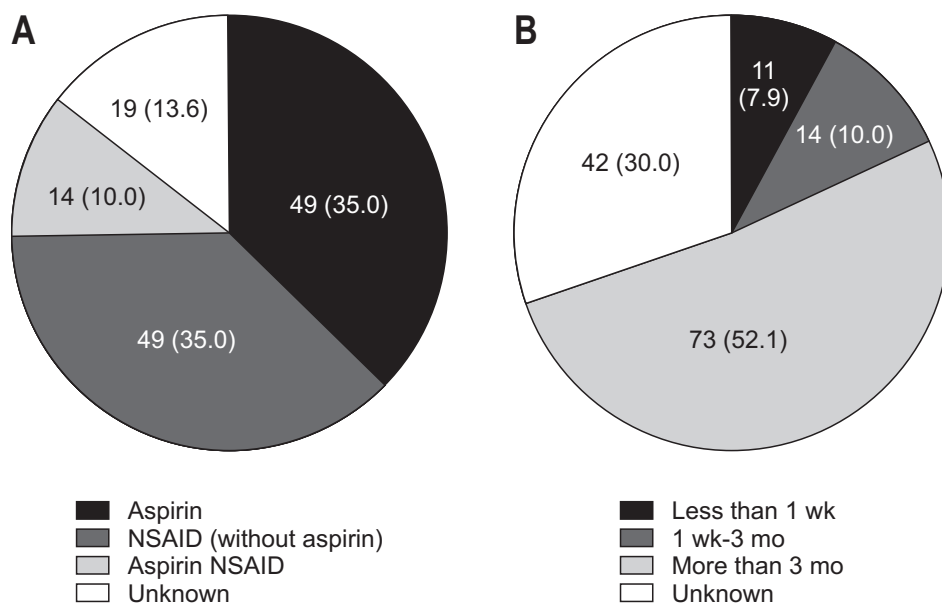 A
19 (13.6)
49 (35.0)
14 (10.0)
49 (35.0)
Aspirin
NSAID (without aspirin)
Aspirin NSAID
Unknown
B
11
(7.9)
14 (10.0)
42 (30.0)
73 (52.1)
Less than 1 wk
1 wk-3 mo
More than 3 mo
Unknown